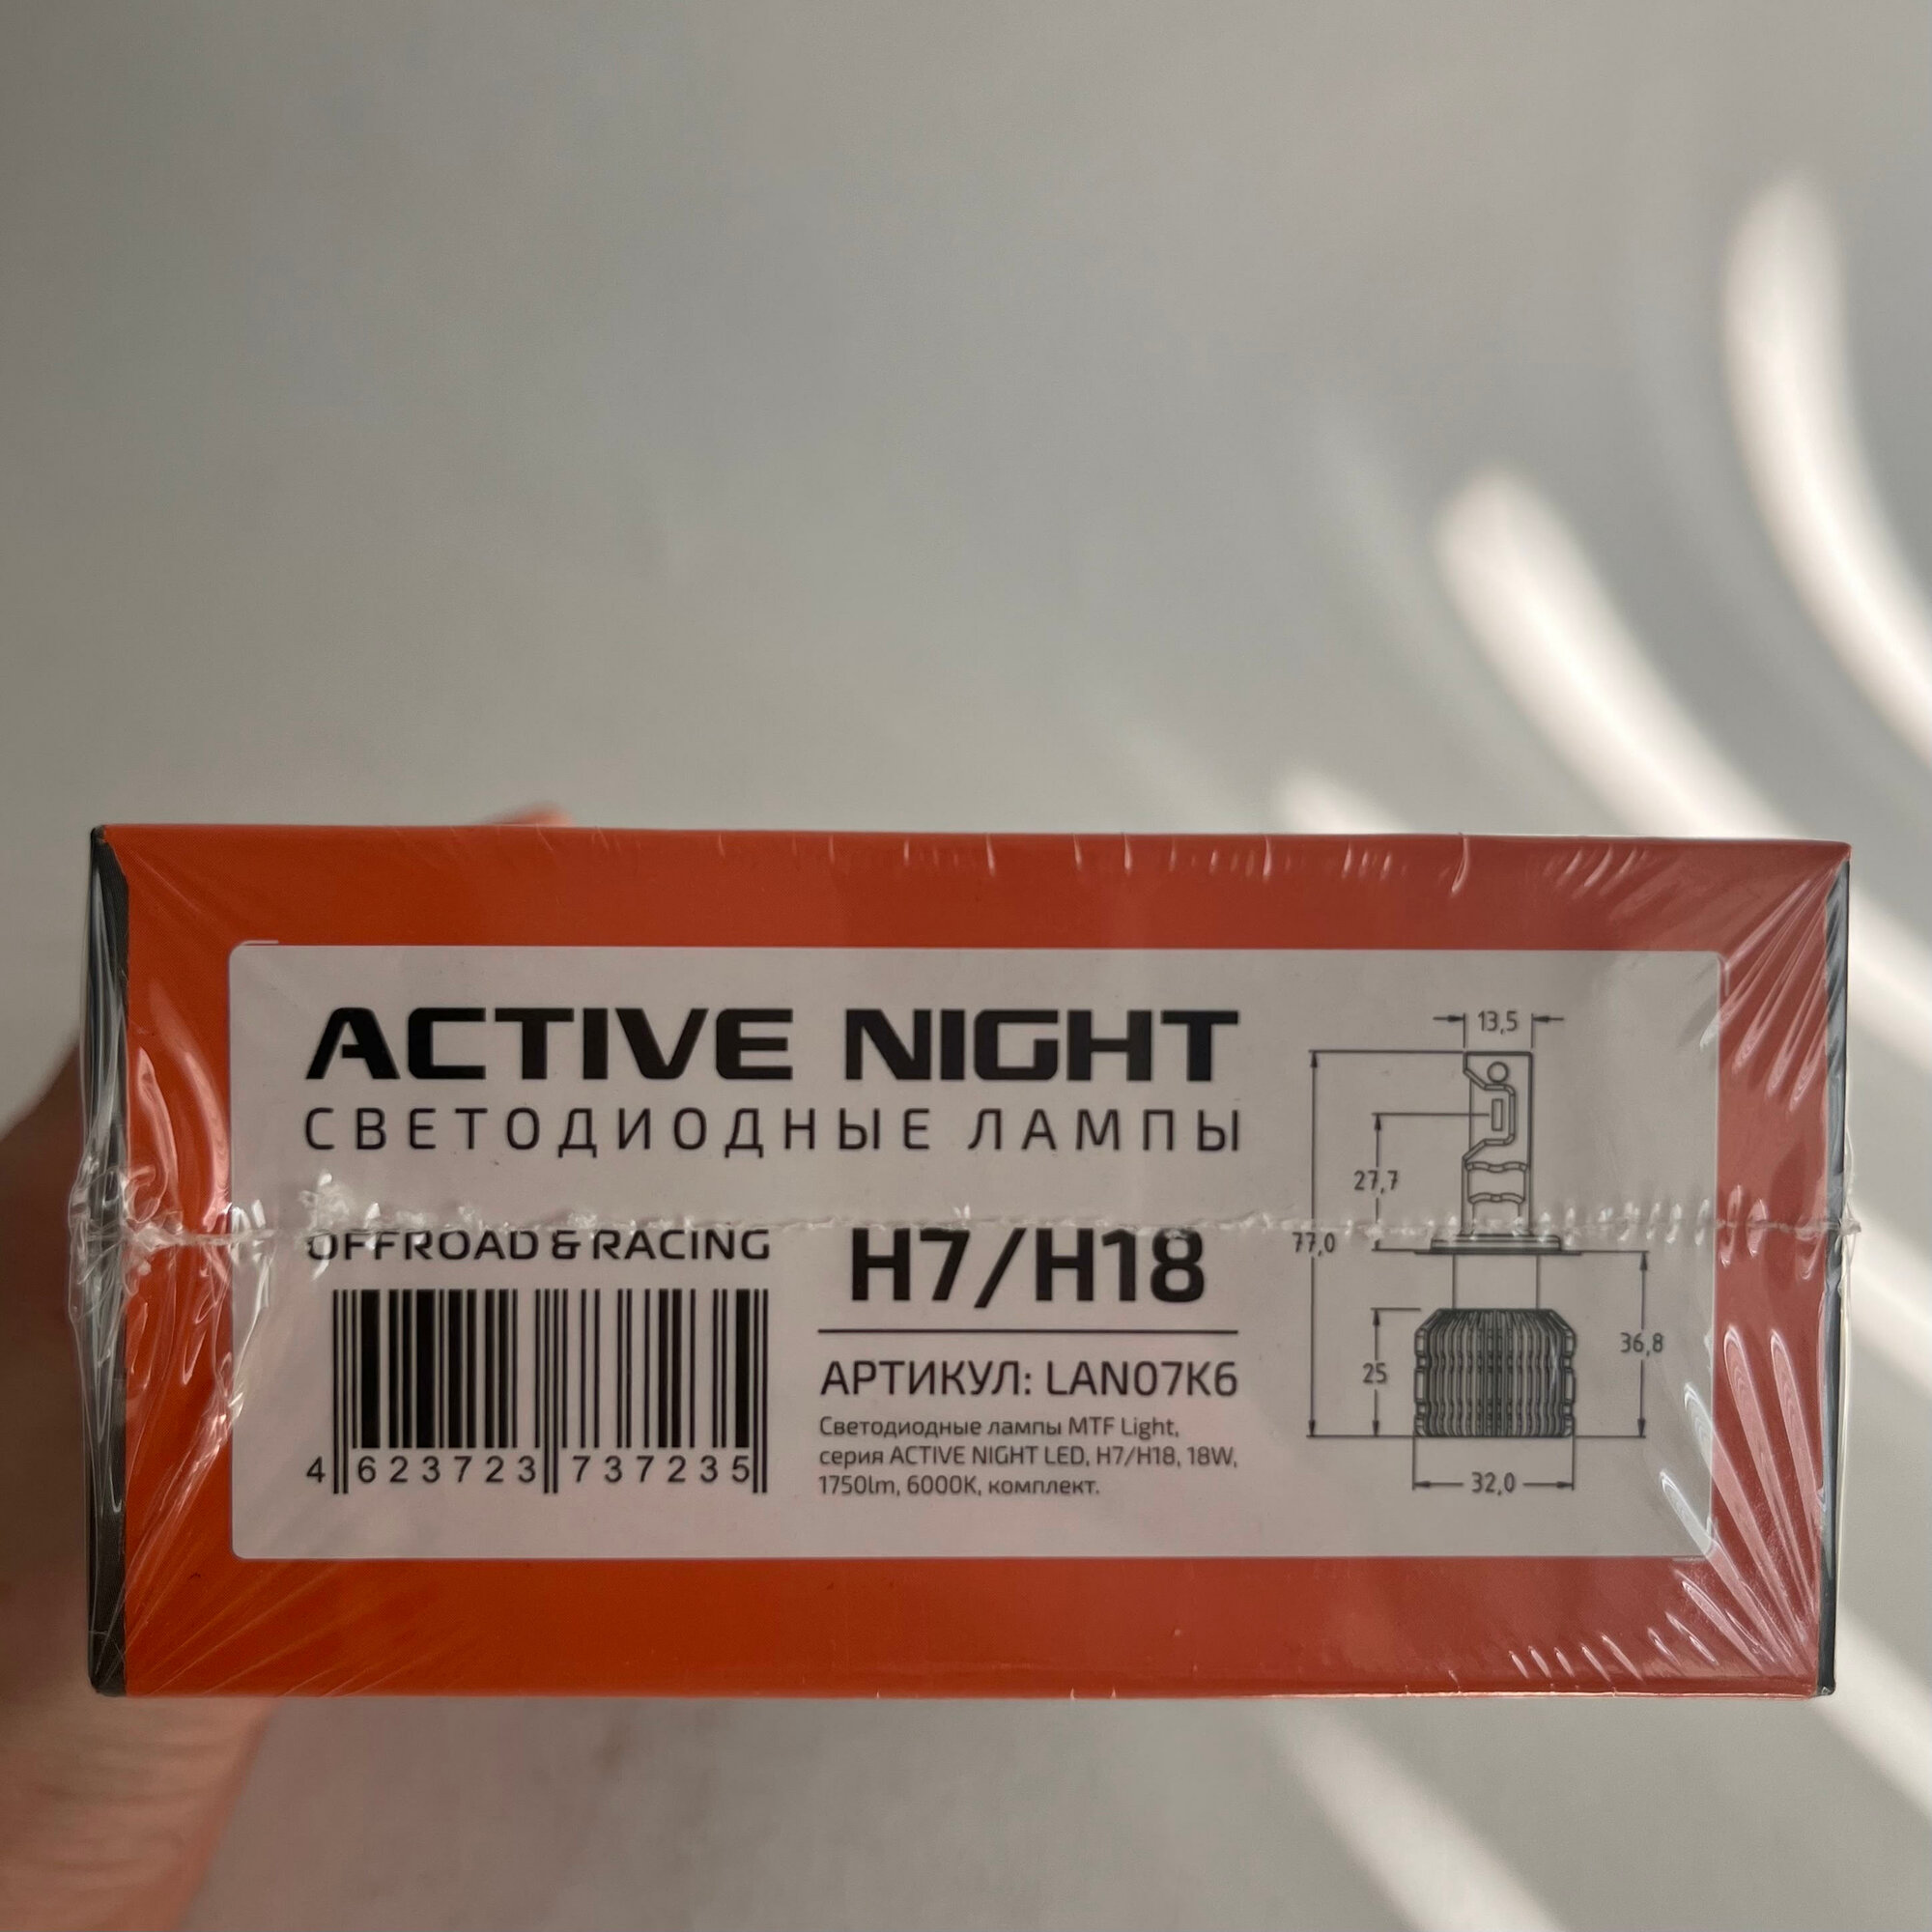 ACTIVE NIGHT
СВЕТОДИОДНЫЕ ЛАМПЫ
OFFROAD & RACING
H7/H18
АРТИКУЛ: LAN07K6
Светодиодные лампы MTF Light,
серия ACTIVE NIGHT LED, H7/H18, 18W,
1750lm, 6000K, комплект.
4 623723 737235
13,5
27,7
77,0
36,8
25
32,0